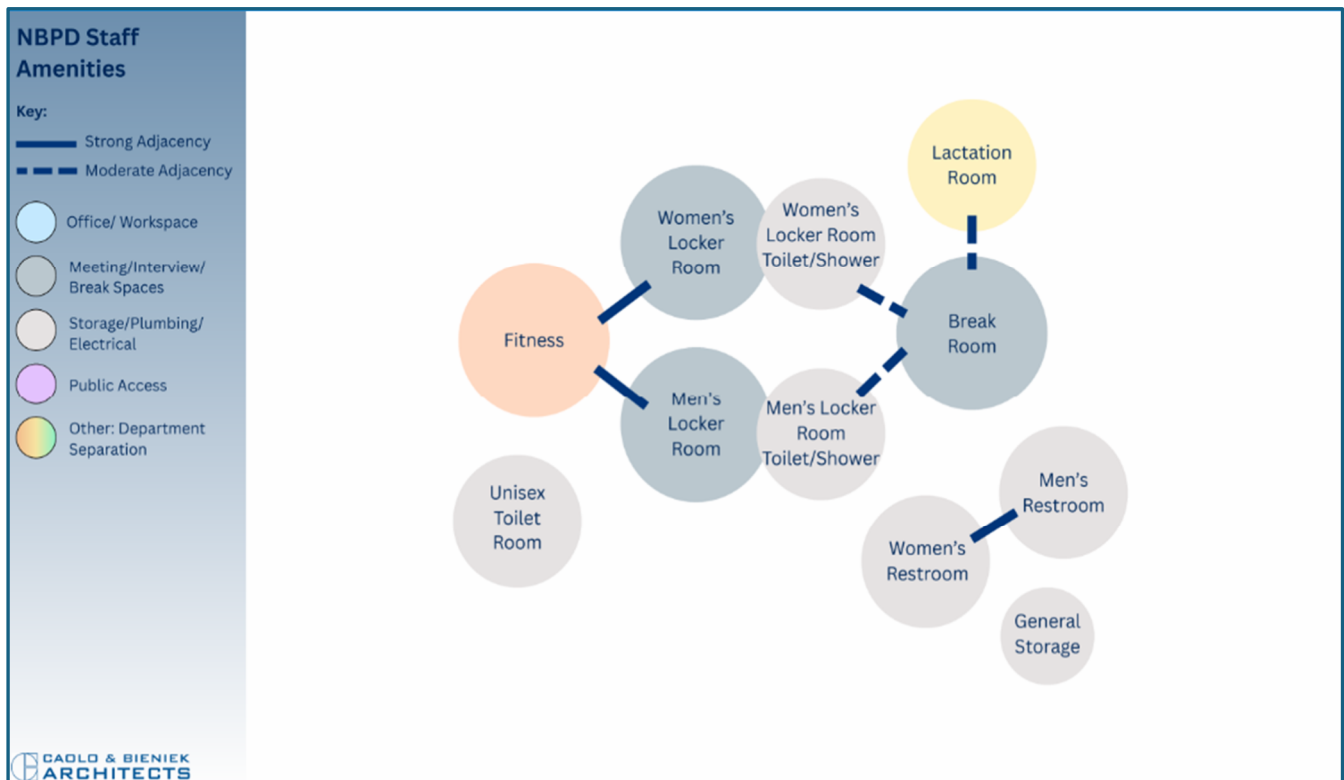 NBPD Staff
Amenities
Key:
Strong Adjacency
Moderate Adjacency
Office/ Workspace
Meeting/Interview/
Break Spaces
Storage/Plumbing/
Electrical
Public Access
Other: Department
Separation
CAOLO & BIENIEK
ARCHITECTS
Lactation
Room
Women's
Locker
Room
Women's
Locker Room
Toilet/Shower
Fitness
Break
Room
Men's
Locker
Room
Men's Locker
Room
Toilet/Shower
Unisex
Toilet
Room
Men's
Restroom
Women's
Restroom
General
Storage